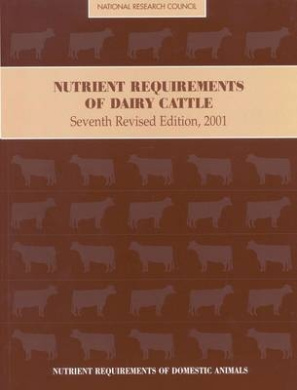 NATIONAL RESEARCH COUNCIL
NUTRIENT REQUIREMENTS
OF DAIRY CATTLE
Seventh Revised Edition, 2001
NUTRIENT REQUIREMENTS OF DOMESTIC ANIMALS